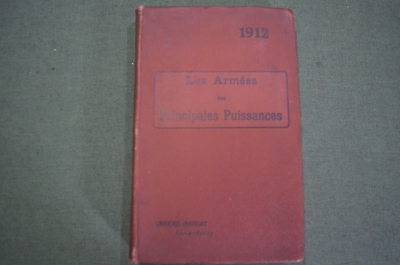 1912
Les Armées
des
Principales Puissances